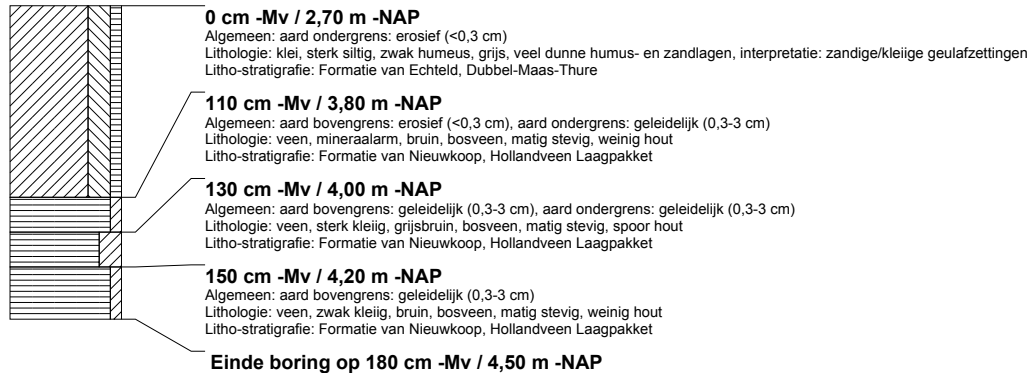 0 cm -Mv / 2,70 m -NAP
Algemeen: aard ondergrens: erosief (<0,3 cm)
Lithologie: klei, sterk siltig, zwak humeus, grijs, veel dunne humus- en zandlagen, interpretatie: zandige/kleiige geulafzettingen
Litho-stratigrafie: Formatie van Echteld, Dubbel-Maas-Thure
110 cm -Mv / 3,80 m -NAP
Algemeen: aard bovengrens: erosief (<0,3 cm), aard ondergrens: geleidelijk (0,3-3 cm)
Lithologie: veen, mineraalarm, bruin, bosveen, matig stevig, weinig hout
Litho-stratigrafie: Formatie van Nieuwkoop, Hollandveen Laagpakket
130 cm -Mv / 4,00 m -NAP
Algemeen: aard bovengrens: geleidelijk (0,3-3 cm), aard ondergrens: geleidelijk (0,3-3 cm)
Lithologie: veen, sterk kleiig, grijsbruin, bosveen, matig stevig, spoor hout
Litho-stratigrafie: Formatie van Nieuwkoop, Hollandveen Laagpakket
150 cm -Mv / 4,20 m -NAP
Algemeen: aard bovengrens: geleidelijk (0,3-3 cm)
Lithologie: veen, zwak kleiig, bruin, bosveen, matig stevig, weinig hout
Litho-stratigrafie: Formatie van Nieuwkoop, Hollandveen Laagpakket
Einde boring op 180 cm -Mv / 4,50 m -NAP